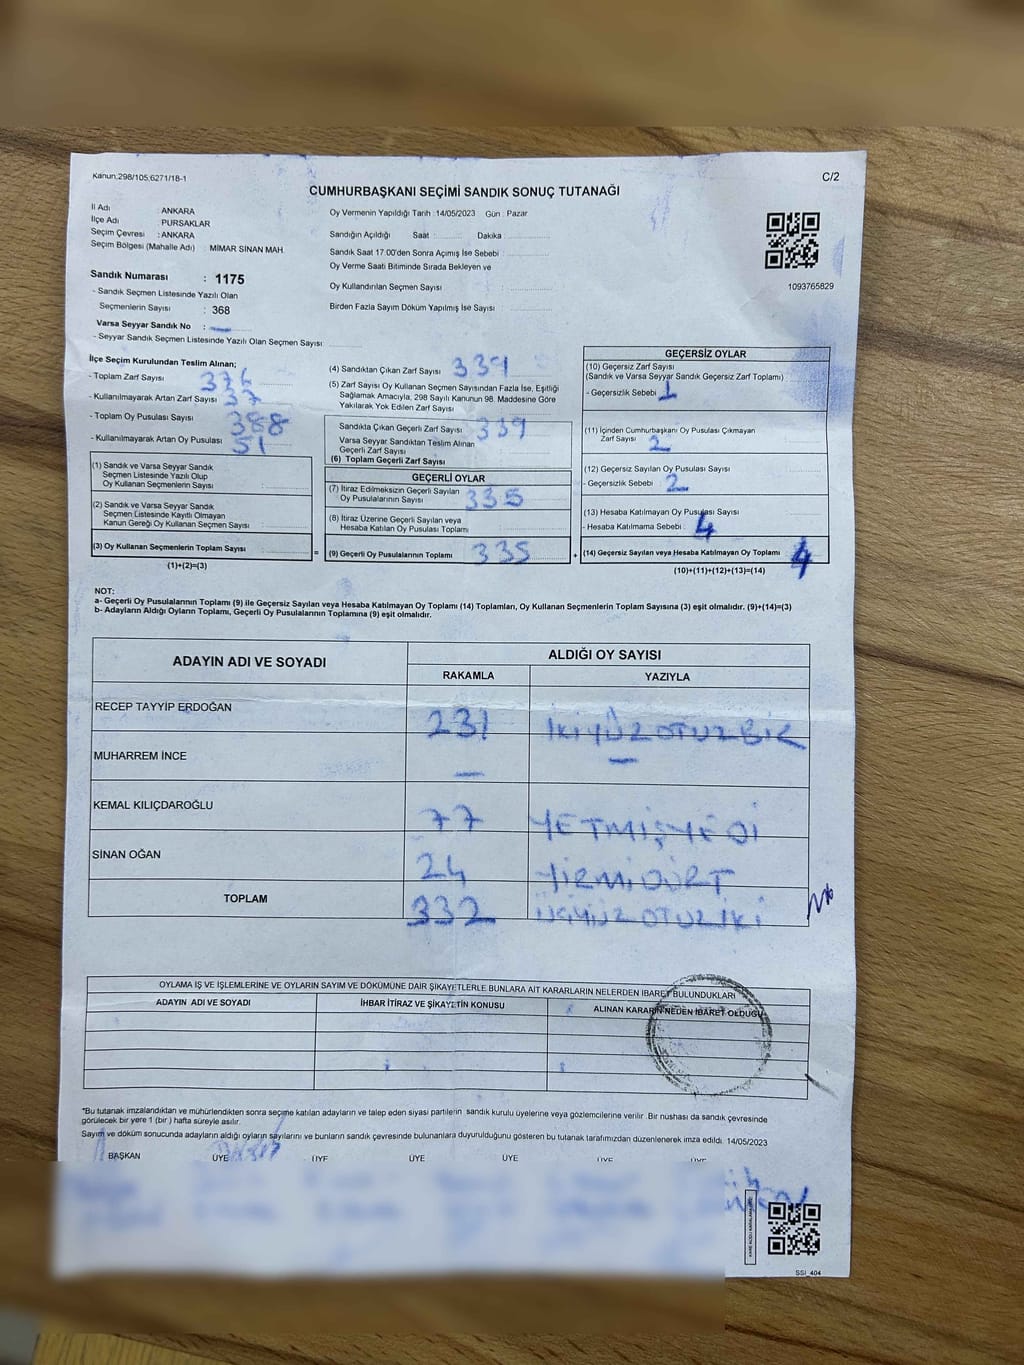 Kanun.298/105,6271/18-1
C/2
CUMHURBAŞKANI SEÇİMİ SANDIK SONUÇ TUTANAĞI
İl Adı : ANKARA
İlçe Adı : PURSAKLAR
Seçim Çevresi : ANKARA
Seçim Bölgesi (Mahalle Adı) : MİMAR SİNAN MAH.
Sandık Numarası : 1175
- Sandık Seçmen Listesinde Yazılı Olan
Seçmenlerin Sayısı : 368
Varsa Seyyar Sandık No : —
- Seyyar Sandık Seçmen Listesinde Yazılı Olan Seçmen Sayısı :
Oy Vermenin Yapıldığı Tarih : 14/05/2023 Gün : Pazar
Sandığın Açıldığı Saat : Dakika :
Sandık Saat 17.00'den Sonra Açımış İse Sebebi :
Oy Verme Saati Bitiminde Sırada Bekleyen ve
Oy Kullandırılan Seçmen Sayısı :
Birden Fazla Sayım Döküm Yapılmış İse Sayısı :
1093765829
İlçe Seçim Kurulundan Teslim Alınan;
- Toplam Zarf Sayısı 376
- Kullanılmayarak Artan Zarf Sayısı 37
- Toplam Oy Pusulası Sayısı 388
- Kullanılmayarak Artan Oy Pusulası 51
(1) Sandık ve Varsa Seyyar Sandık
Seçmen Listesinde Yazılı Olup
Oy Kullanan Seçmenlerin Sayısı :
(2) Sandık ve Varsa Seyyar Sandık
Seçmen Listesinde Kayıtlı Olmayan
Kanun Gereği Oy Kullanan Seçmen Sayısı :
(3) Oy Kullanan Seçmenlerin Toplam Sayısı :
(1)+(2)=(3)
=
(4) Sandıktan Çıkan Zarf Sayısı 339
(5) Zarf Sayısı Oy Kullanan Seçmen Sayısından Fazla İse, Eşitliği
Sağlamak Amacıyla, 298 Sayılı Kanunun 98. Maddesine Göre
Yakılarak Yok Edilen Zarf Sayısı
Sandıkta Çıkan Geçerli Zarf Sayısı 339
Varsa Seyyar Sandıktan Teslim Alınan
Geçerli Zarf Sayısı
(6) Toplam Geçerli Zarf Sayısı
GEÇERLİ OYLAR
(7) İtiraz Edilmeksizin Geçerli Sayılan
Oy Pusulalarının Sayısı 335
(8) İtiraz Üzerine Geçerli Sayılan veya
Hesaba Katılan Oy Pusulası Toplamı
(9) Geçerli Oy Pusulalarının Toplamı 335
+
GEÇERSİZ OYLAR
(10) Geçersiz Zarf Sayısı
(Sandık ve Varsa Seyyar Sandık Geçersiz Zarf Toplamı)
- Geçersizlik Sebebi : 1
(11) İçinden Cumhurbaşkanı Oy Pusulası Çıkmayan
Zarf Sayısı 2
(12) Geçersiz Sayılan Oy Pusulası Sayısı
- Geçersizlik Sebebi : 2
(13) Hesaba Katılmayan Oy Pusulası Sayısı
- Hesaba Katılmama Sebebi : 4
(14) Geçersiz Sayılan veya Hesaba Katılmayan Oy Toplamı 4
(10)+(11)+(12)+(13)=(14)
NOT:
a- Geçerli Oy Pusulalarının Toplamı (9) ile Geçersiz Sayılan veya Hesaba Katılmayan Oy Toplamı (14) Toplamları, Oy Kullanan Seçmenlerin Toplam Sayısına (3) eşit olmalıdır. (9)+(14)=(3)
b- Adayların Aldığı Oyların Toplamı, Geçerli Oy Pusulalarının Toplamına (9) eşit olmalıdır.
ADAYIN ADI VE SOYADI ALDIĞI OY SAYISI
RAKAMLA YAZIYLA
RECEP TAYYİP ERDOĞAN 231 İKİYÜZOTUZBİR
MUHARREM İNCE — —
KEMAL KILIÇDAROĞLU 77 YETMİŞYEDİ
SİNAN OĞAN 24 YİRMİDÖRT
TOPLAM 332 ÜÇYÜZOTUZİKİ
OYLAMA İŞ VE İŞLEMLERİNE VE OYLARIN SAYIM VE DÖKÜMÜNE DAİR ŞİKAYETLERLE BUNLARA AİT KARARLARIN NELERDEN İBARET BULUNDUKLARI
ADAYIN ADI VE SOYADI İHBAR İTİRAZ VE ŞİKAYETİN KONUSU ALINAN KARARIN NEDEN İBARET OLDUĞU
*Bu tutanak imzalandıktan ve mühürlendikten sonra seçime katılan adayların ve talep eden siyasi partilerin sandık kurulu üyelerine veya gözlemcilerine verilir. Bir nüshası da sandık çevresinde
görülecek bir yere 1 (bir) hafta süreyle asılır.
Sayım ve döküm sonucunda adayların aldığı oyların sayılarını ve bunların sandık çevresinde bulunanlara duyurulduğunu gösteren bu tutanak tarafımızdan düzenlenerek imza edildi. 14/05/2023
BAŞKAN ÜYE ÜYE ÜYE ÜYE ÜYE ÜYE
SSİ_404